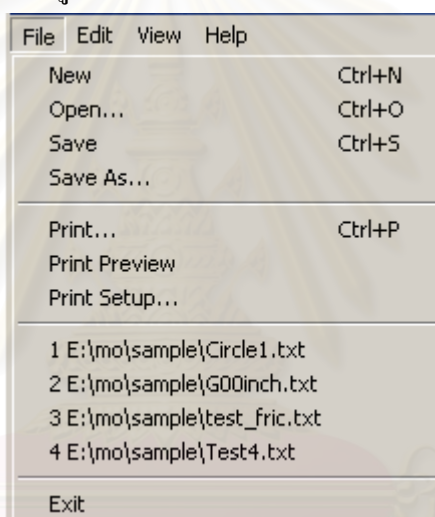 File Edit View Help
New Ctrl+N
Open... Ctrl+O
Save Ctrl+S
Save As...
Print... Ctrl+P
Print Preview
Print Setup...
1 E:\mo\sample\Circle1.txt
2 E:\mo\sample\G00inch.txt
3 E:\mo\sample\test_fric.txt
4 E:\mo\sample\Test4.txt
Exit